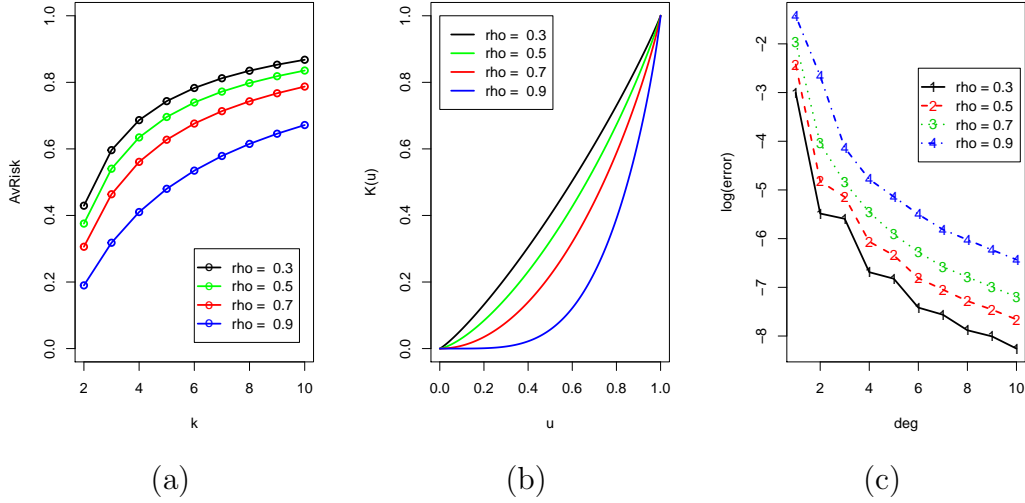 AvRisk
0.0 0.2 0.4 0.6 0.8 1.0
rho = 0.3
rho = 0.5
rho = 0.7
rho = 0.9
2 4 6 8 10
k
(a)
K(u)
0.0 0.2 0.4 0.6 0.8 1.0
rho = 0.3
rho = 0.5
rho = 0.7
rho = 0.9
0.0 0.2 0.4 0.6 0.8 1.0
u
(b)
log(error)
-8 -7 -6 -5 -4 -3 -2
1 rho = 0.3
2 rho = 0.5
3 rho = 0.7
4 rho = 0.9
2 4 6 8 10
deg
(c)